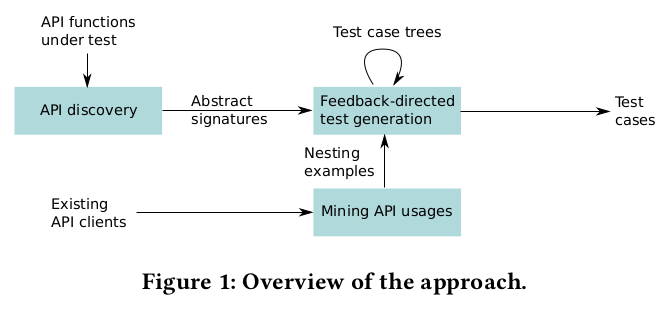 API functions
under test
Test case trees
API discovery
Abstract
signatures
Feedback-directed
test generation
Test
cases
Nesting
examples
Existing
API clients
Mining API usages
Figure 1: Overview of the approach.